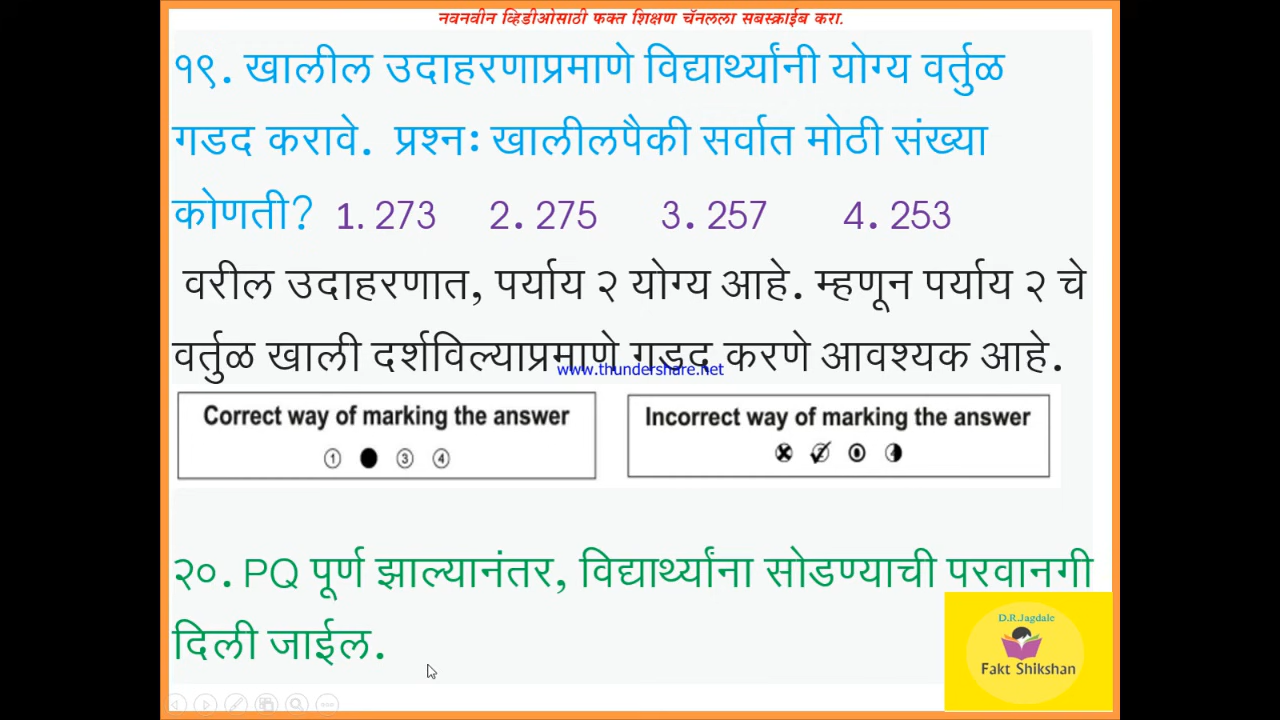 नवनवीन व्हिडीओसाठी फक्त शिक्षण चॅनलला सबस्क्राईब करा.
१९. खालील उदाहरणाप्रमाणे विद्यार्थ्यांनी योग्य वर्तुळ
गडद करावे. प्रश्नः खालीलपैकी सर्वात मोठी संख्या
कोणती? 1. 273 2. 275 3. 257 4. 253
वरील उदाहरणात, पर्याय २ योग्य आहे. म्हणून पर्याय २ चे
वर्तुळ खाली दर्शविल्याप्रमाणे गडद करणे आवश्यक आहे.
www.thundershare.net
Correct way of marking the answer
① ③ ④
Incorrect way of marking the answer
२०. PQ पूर्ण झाल्यानंतर, विद्यार्थ्यांना सोडण्याची परवानगी
दिली जाईल.
D.R.Jagdale
Fakt Shikshan